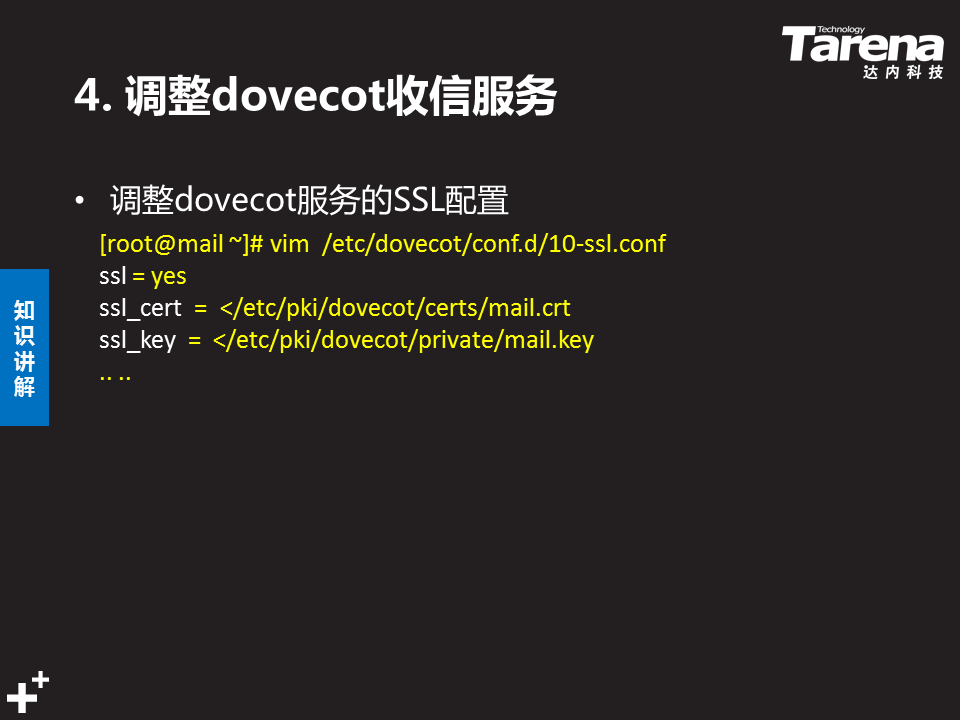 Technology
Tarena
达内科技
4. 调整dovecot收信服务
• 调整dovecot服务的SSL配置
[root@mail ~]# vim /etc/dovecot/conf.d/10-ssl.conf
ssl = yes
ssl_cert = </etc/pki/dovecot/certs/mail.crt
ssl_key = </etc/pki/dovecot/private/mail.key
.. ..
知识讲解